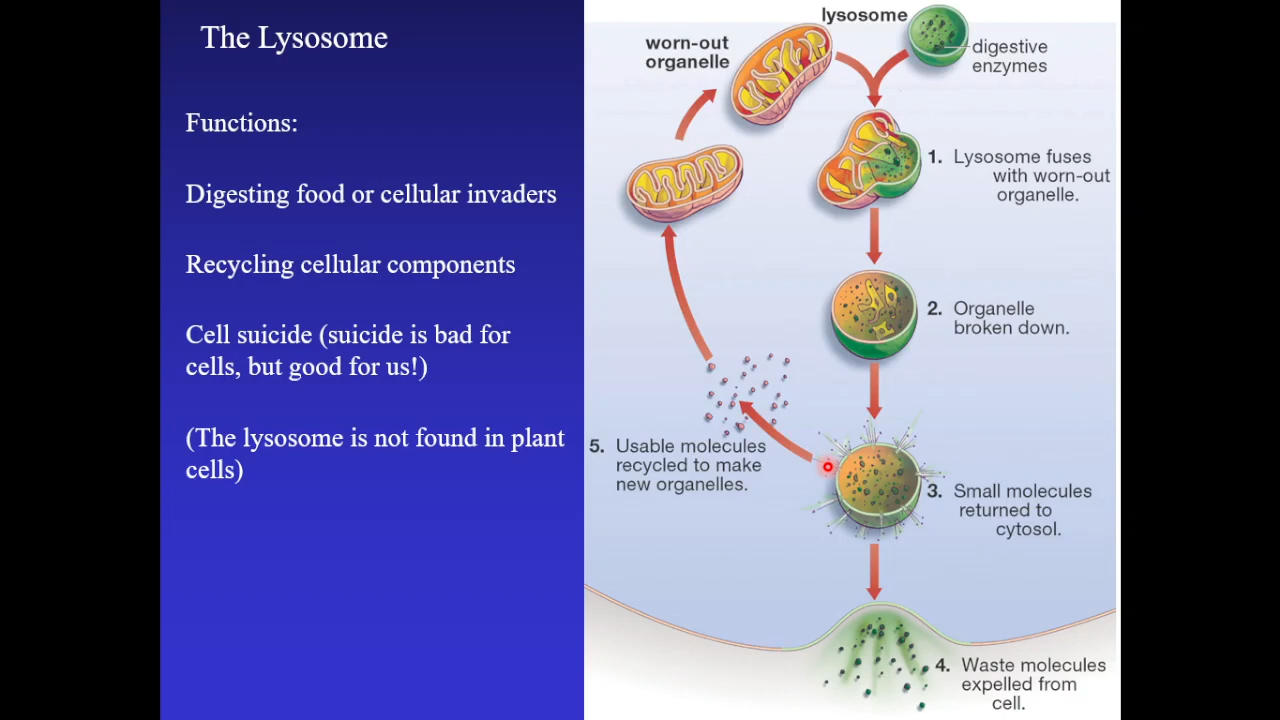 The Lysosome
Functions:
Digesting food or cellular invaders
Recycling cellular components
Cell suicide (suicide is bad for
cells, but good for us!)
(The lysosome is not found in plant
cells)
lysosome
worn-out
organelle
digestive
enzymes
1. Lysosome fuses
with worn-out
organelle.
2. Organelle
broken down.
3. Small molecules
returned to
cytosol.
4. Waste molecules
expelled from
cell.
5. Usable molecules
recycled to make
new organelles.